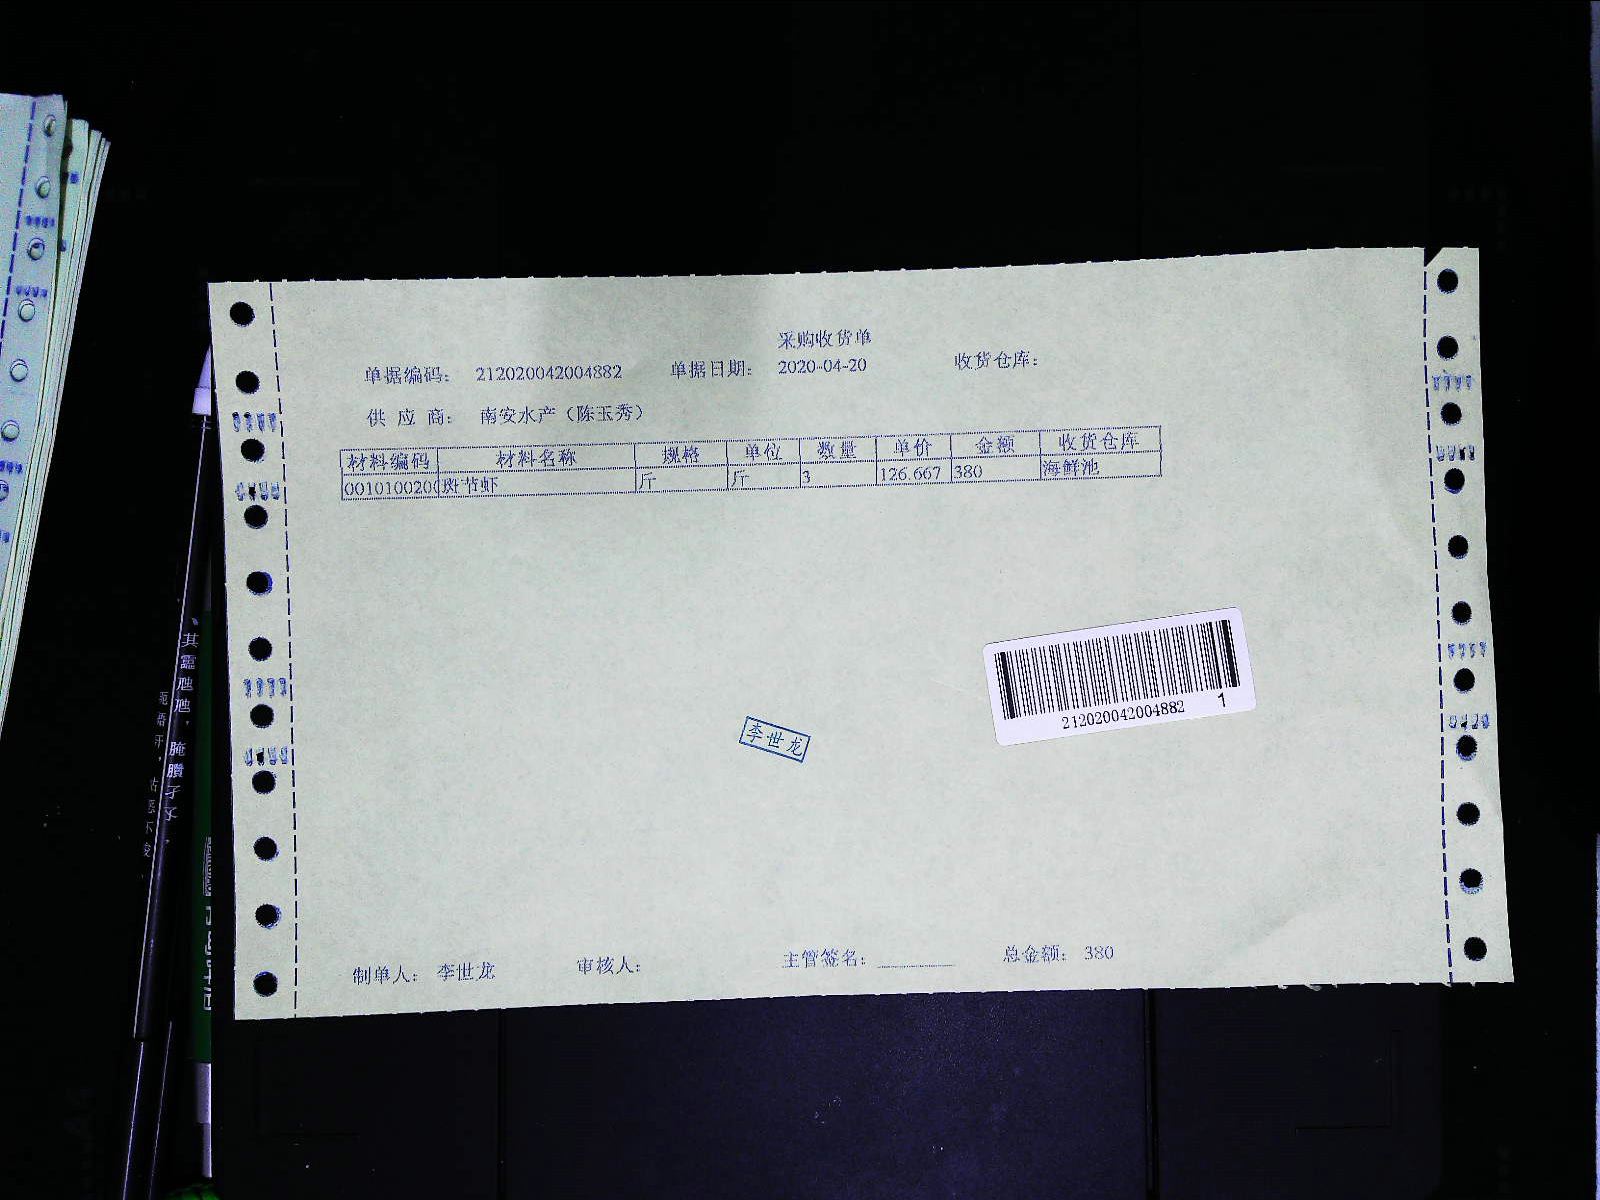 采购收货单
单据编码: 212020042004882 单据日期: 2020-04-20 收货仓库:
供 应 商: 南安水产（陈玉秀）
材料编码 材料名称 规格 单位 数量 单价 金额 收货仓库
0010100200 斑节虾 斤 斤 3 126.667 380 海鲜池
212020042004882 1
李世龙
制单人: 李世龙 审核人: 主管签名: 总金额: 380